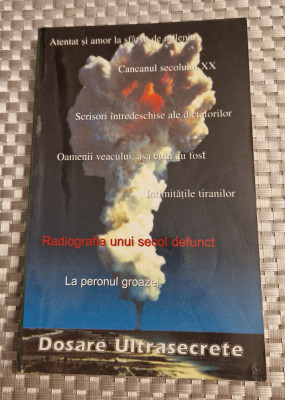 Atentat și amor la sfârșit de mileniu
Cancanul secolului XX
Scrisori întredeschise ale dictatorilor
Oamenii veacului, așa cum au fost
Intimitățile tiranilor
Radiografia unui secol defunct
La peronul groazei
Dosare Ultrasecrete